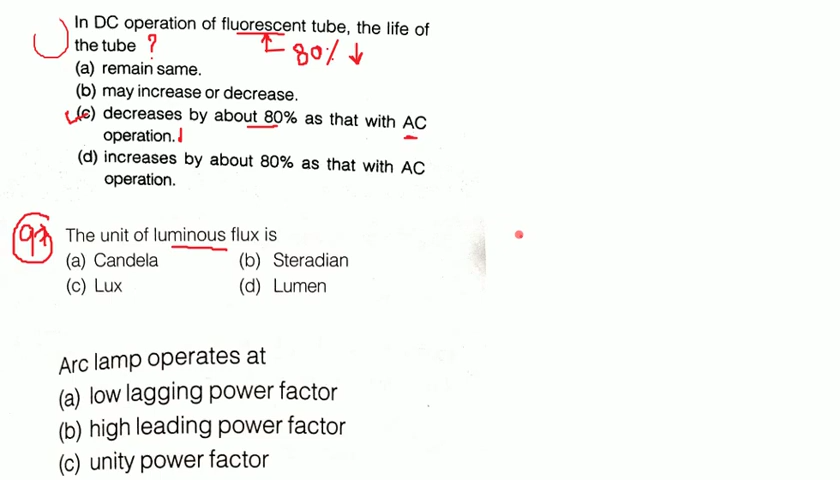 In DC operation of fluorescent tube, the life of
the tube ?
80% ↓
(a) remain same.
(b) may increase or decrease.
(c) decreases by about 80% as that with AC
operation.
(d) increases by about 80% as that with AC
operation.
97 The unit of luminous flux is
(a) Candela (b) Steradian
(c) Lux (d) Lumen
Arc lamp operates at
(a) low lagging power factor
(b) high leading power factor
(c) unity power factor